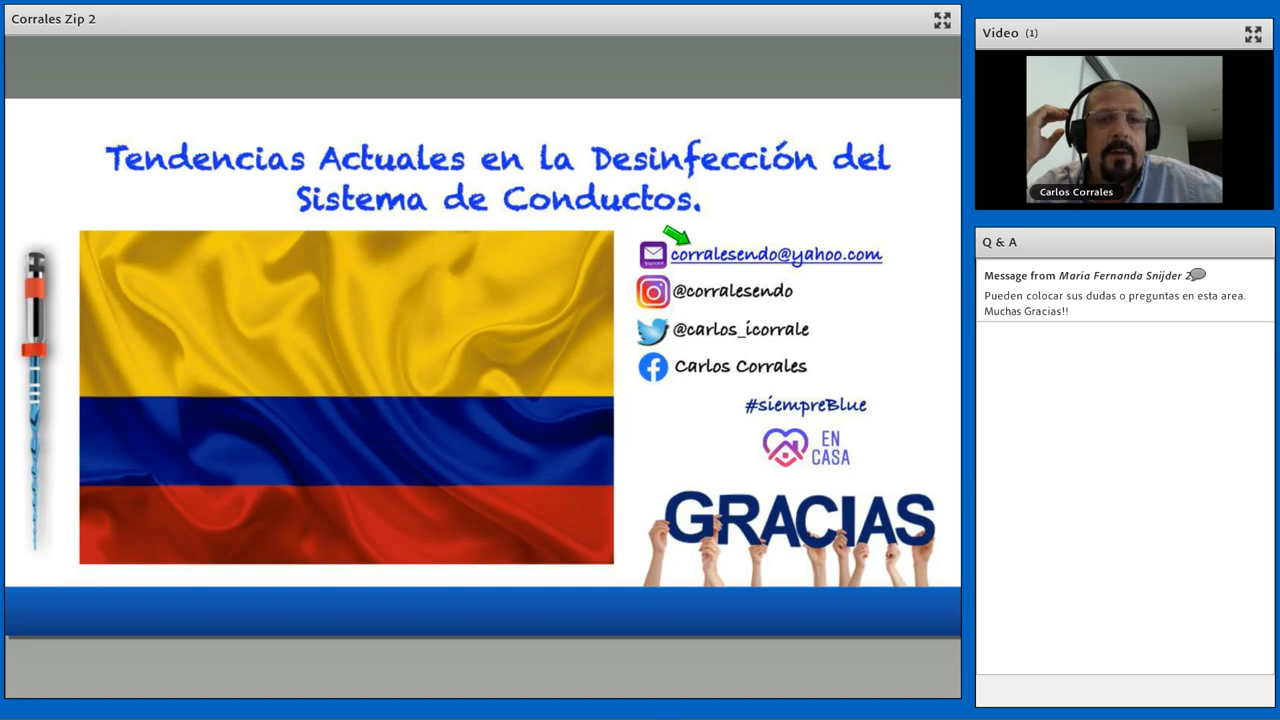 Corrales Zip 2
Tendencias Actuales en la Desinfección del
Sistema de Conductos.
corralesendo@yahoo.com
@corralesendo
@carlos_icorrale
Carlos Corrales
#siempreBlue
EN
CASA
GRACIAS
Video (1)
Carlos Corrales
Q & A
Message from Maria Fernanda Snijder 2
Pueden colocar sus dudas o preguntas en esta area.
Muchas Gracias!!